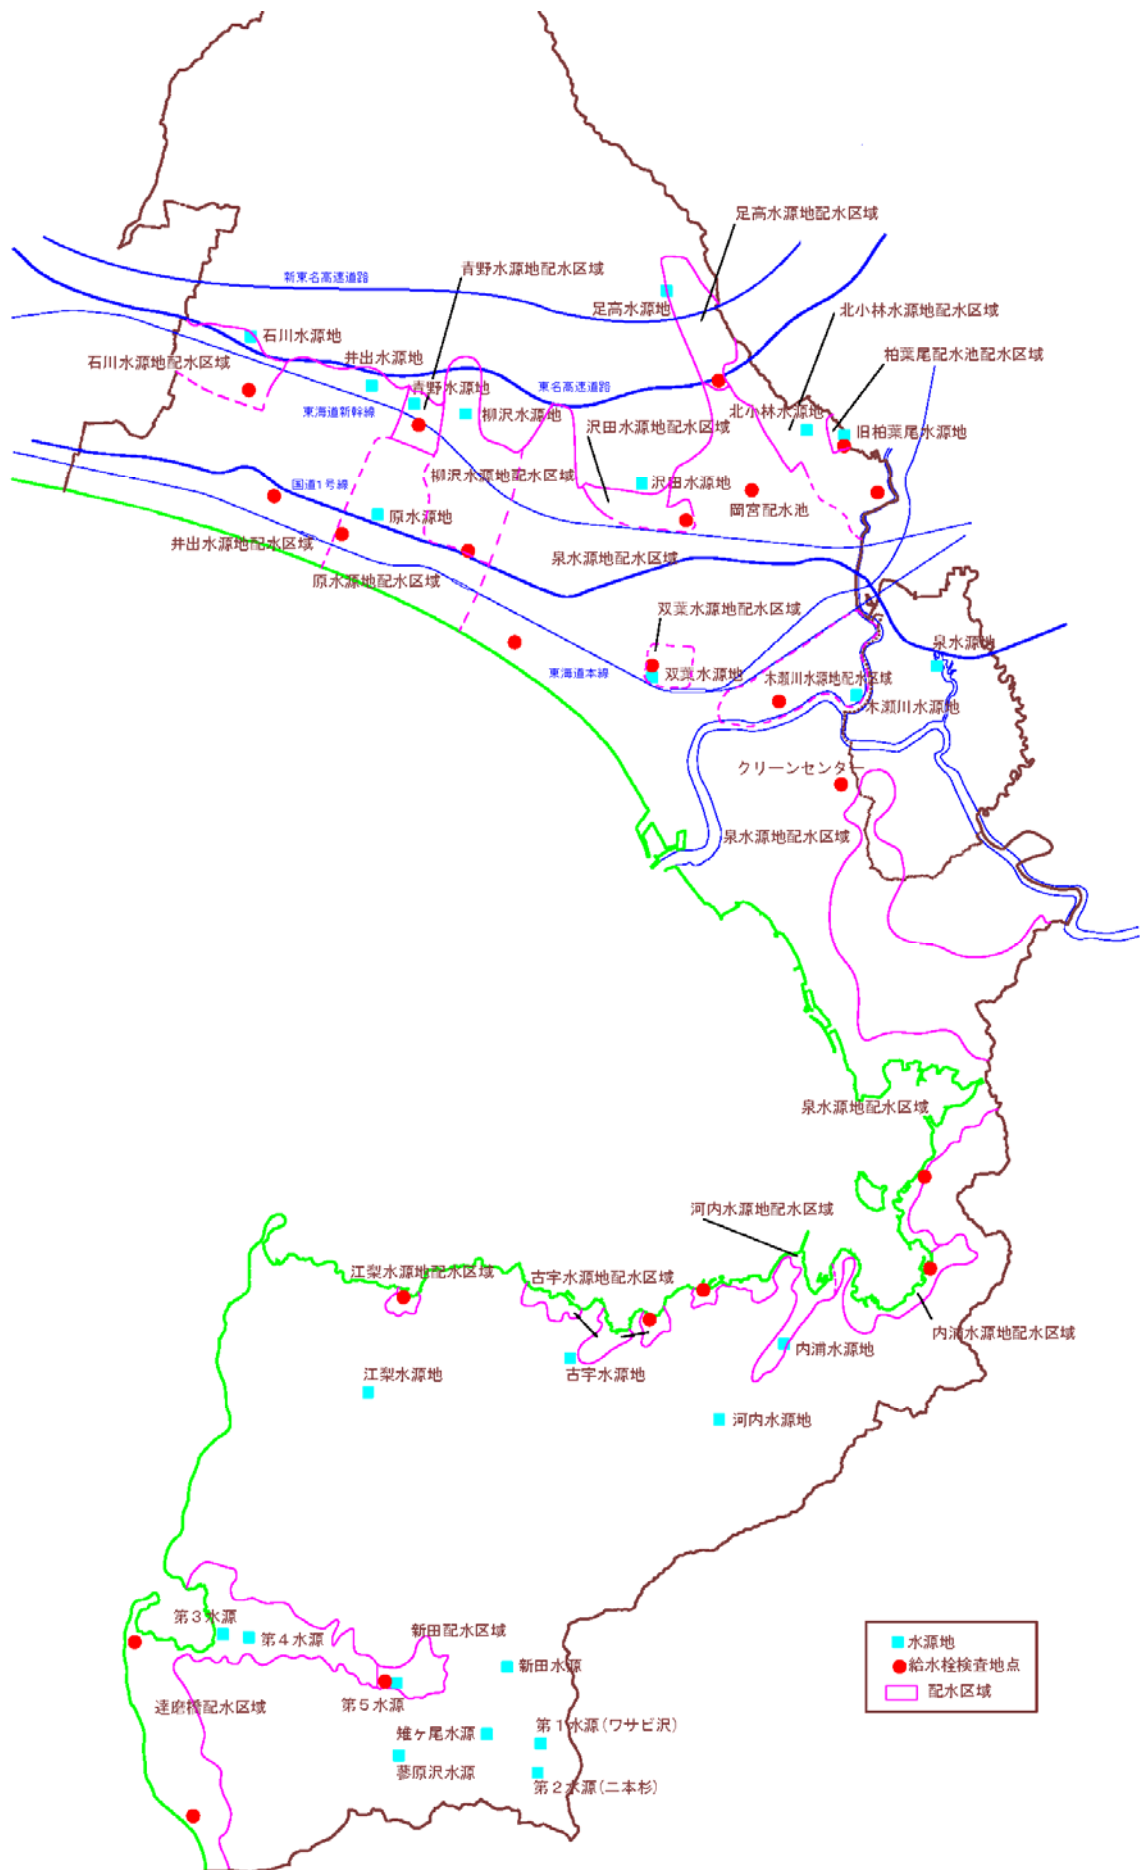 足高水源地配水区域
青野水源地配水区域
新東名高速道路
足高水源地
北小林水源地配水区域
石川水源地
井出水源地
柏葉尾配水池配水区域
石川水源地配水区域
青野水源地
東名高速道路
東海道新幹線
柳沢水源地
北小林水源地
沢田水源地配水区域
旧柏葉尾水源地
柳沢水源地配水区域
国道1号線
沢田水源地
岡宮配水池
原水源地
井出水源地配水区域
泉水源地配水区域
原水源地配水区域
双葉水源地配水区域
泉水源地
東海道本線
双葉水源地
木瀬川水源地配水区域
木瀬川水源地
クリーンセンター
泉水源地配水区域
泉水源地配水区域
河内水源地配水区域
江梨水源地配水区域
古宇水源地配水区域
内浦水源地配水区域
内浦水源地
江梨水源地
古宇水源地
河内水源地
第3水源
第4水源
新田配水区域
新田水源
第5水源
達磨橋配水区域
雉ヶ尾水源
第1水源(ワサビ沢)
蓼原沢水源
第2水源(二本杉)
水源地
給水栓検査地点
配水区域